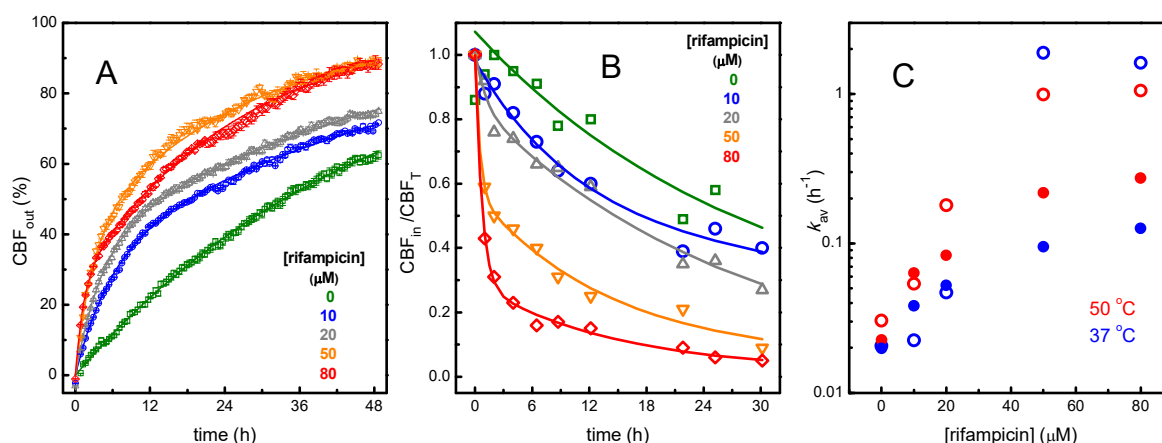 A
CBF_out (%)
100
80
60
40
20
0
0 12 24 36 48
time (h)
[rifampicin]
(μM)
0
10
20
50
80
B
CBF_in/CBF_T
1.0
0.8
0.6
0.4
0.2
0.0
0 6 12 18 24 30
time (h)
[rifampicin]
(μM)
0
10
20
50
80
C
k_av (h⁻¹)
1
0.1
0.01
0 20 40 60 80
[rifampicin] (μM)
50 °C
37 °C